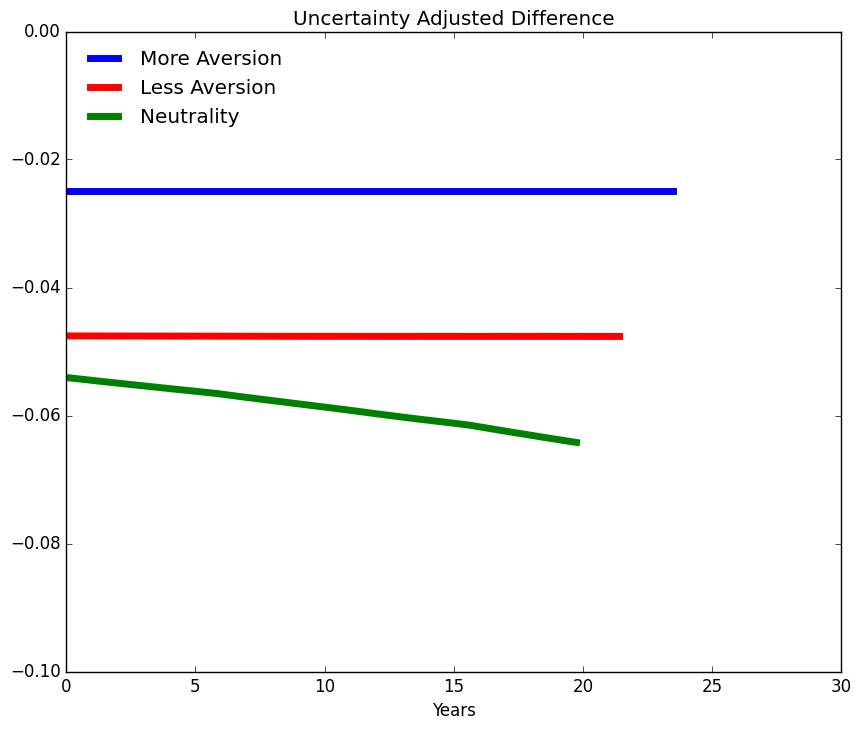 Uncertainty Adjusted Difference
0.00
More Aversion
Less Aversion
Neutrality
−0.02
−0.04
−0.06
−0.08
−0.10
0 5 10 15 20 25 30
Years